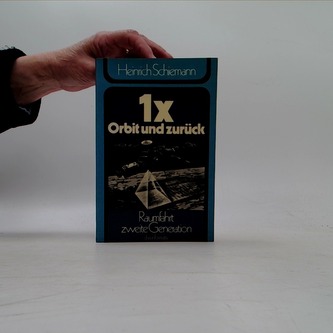 Heinrich Schiemann
1x
Orbit und zurück
Raumfahrt
zweite Generation